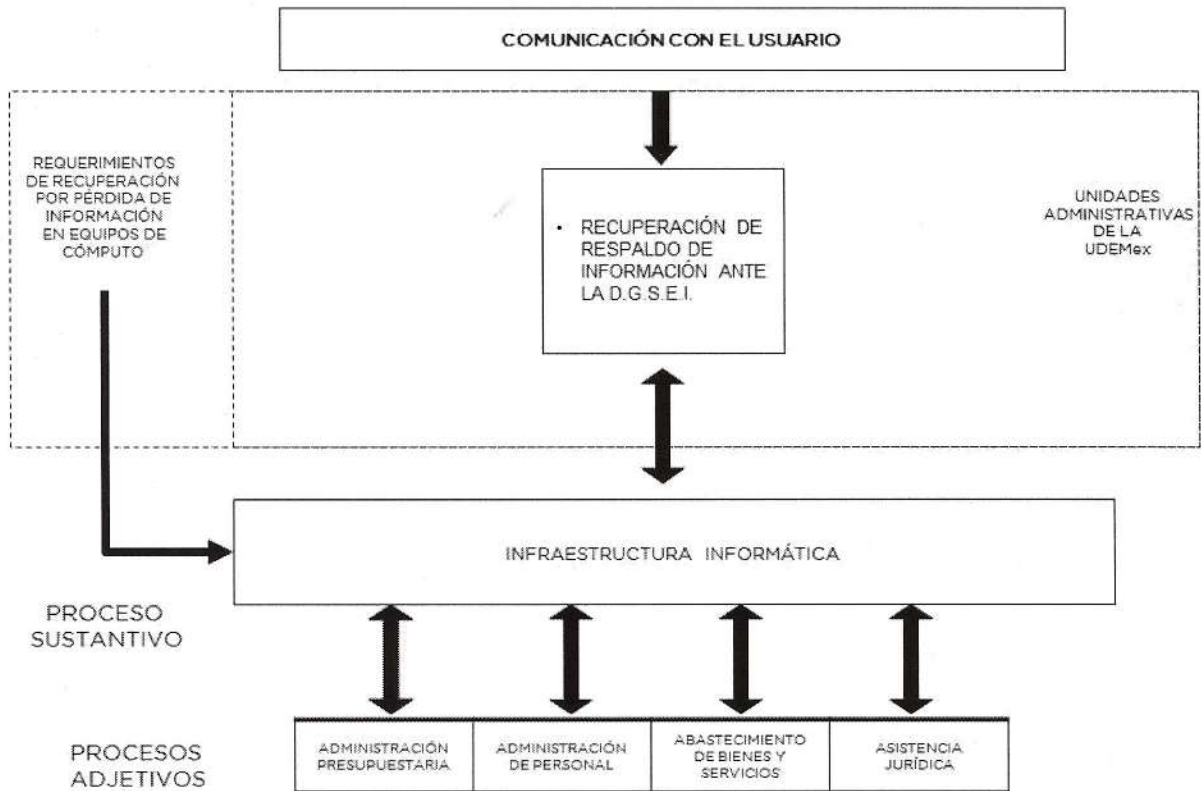 COMUNICACIÓN CON EL USUARIO
REQUERIMIENTOS
DE RECUPERACIÓN
POR PÉRDIDA DE
INFORMACIÓN
EN EQUIPOS DE
CÓMPUTO
• RECUPERACIÓN DE
RESPALDO DE
INFORMACIÓN ANTE
LA D.G.S.E.I.
UNIDADES
ADMINISTRATIVAS
DE LA
UDEMex
INFRAESTRUCTURA INFORMÁTICA
PROCESO
SUSTANTIVO
PROCESOS
ADJETIVOS
ADMINISTRACIÓN
PRESUPUESTARIA
ADMINISTRACIÓN
DE PERSONAL
ABASTECIMIENTO
DE BIENES Y
SERVICIOS
ASISTENCIA
JURÍDICA